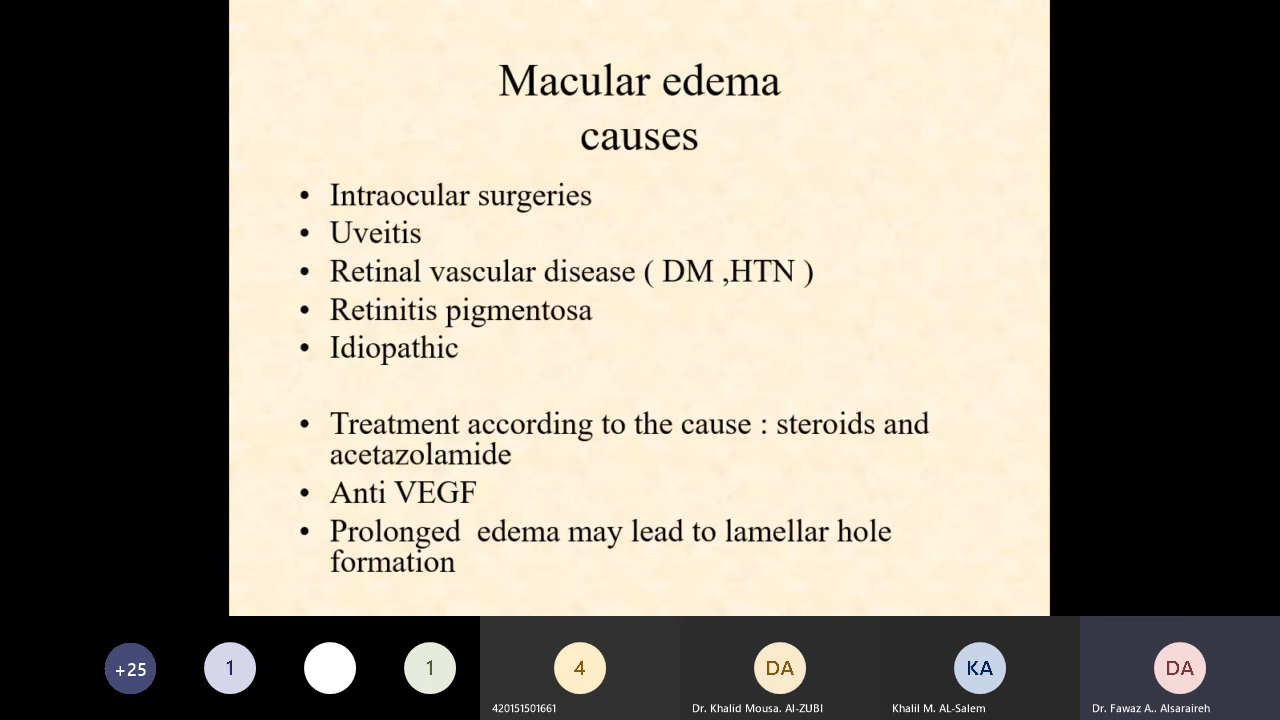 Macular edema
causes
• Intraocular surgeries
• Uveitis
• Retinal vascular disease ( DM ,HTN )
• Retinitis pigmentosa
• Idiopathic
• Treatment according to the cause : steroids and
acetazolamide
• Anti VEGF
• Prolonged  edema may lead to lamellar hole
formation
+25
1
1
4
DA
KA
DA
420151501661
Dr. Khalid Mousa. Al-ZUBI
Khalil M. AL-Salem
Dr. Fawaz A.. Alsaraireh